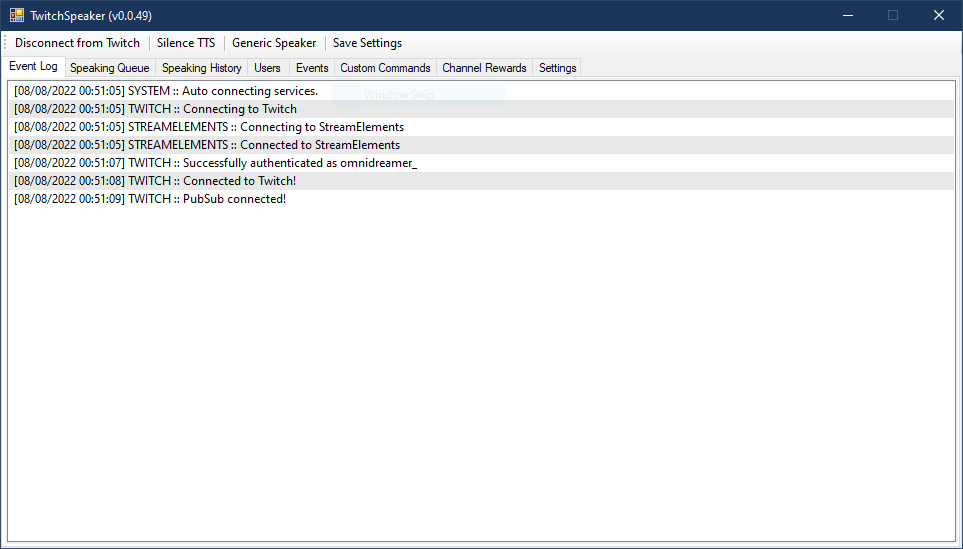 TwitchSpeaker (v0.0.49)
Disconnect from Twitch Silence TTS Generic Speaker Save Settings
Event Log Speaking Queue Speaking History Users Events Custom Commands Channel Rewards Settings
Window Snip
[08/08/2022 00:51:05] SYSTEM :: Auto connecting services.
[08/08/2022 00:51:05] TWITCH :: Connecting to Twitch
[08/08/2022 00:51:05] STREAMELEMENTS :: Connecting to StreamElements
[08/08/2022 00:51:05] STREAMELEMENTS :: Connected to StreamElements
[08/08/2022 00:51:07] TWITCH :: Successfully authenticated as omnidreamer_
[08/08/2022 00:51:08] TWITCH :: Connected to Twitch!
[08/08/2022 00:51:09] TWITCH :: PubSub connected!